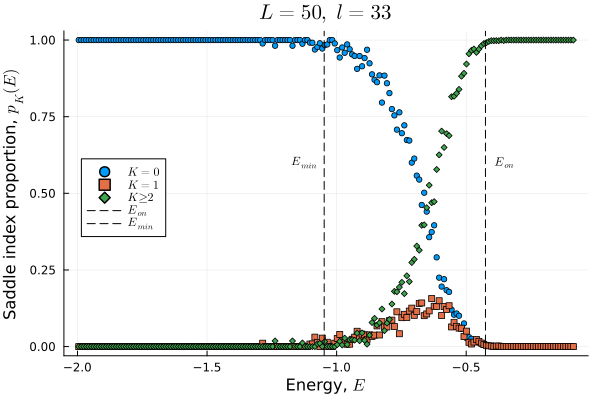 L = 50, l = 33
Saddle index proportion, p_K(E)
1.00
0.75
0.50
0.25
0.00
E_min
E_on
K = 0
K = 1
K≥2
E_on
E_min
−2.0 −1.5 −1.0 −0.5
Energy, E